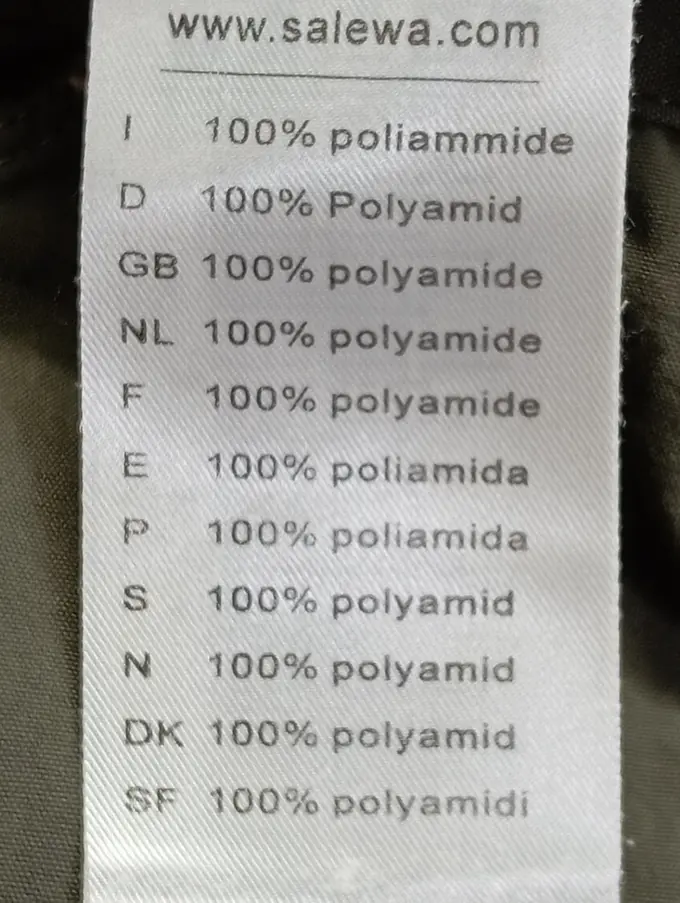 www.salewa.com
I 100% poliammide
D 100% Polyamid
GB 100% polyamide
NL 100% polyamide
F 100% polyamide
E 100% poliamida
P 100% poliamida
S 100% polyamid
N 100% polyamid
DK 100% polyamid
SF 100% polyamidi